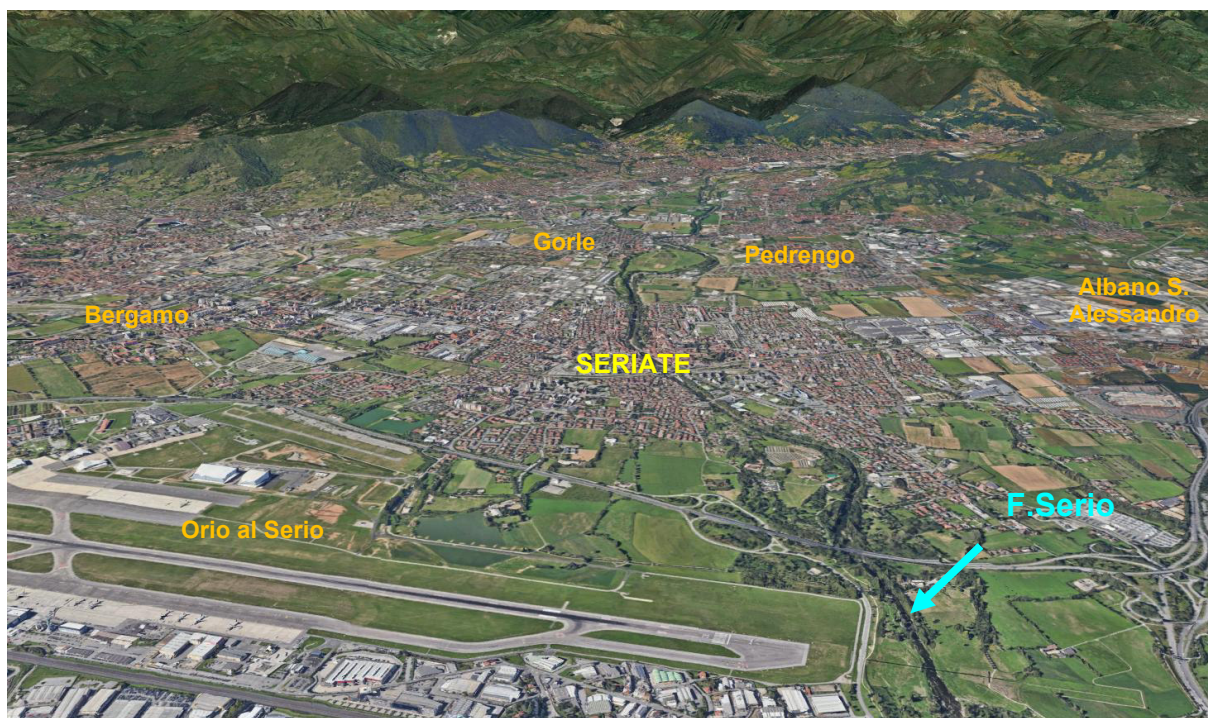 Gorle
Pedrengo
Albano S.
Alessandro
Bergamo
SERIATE
F.Serio
Orio al Serio